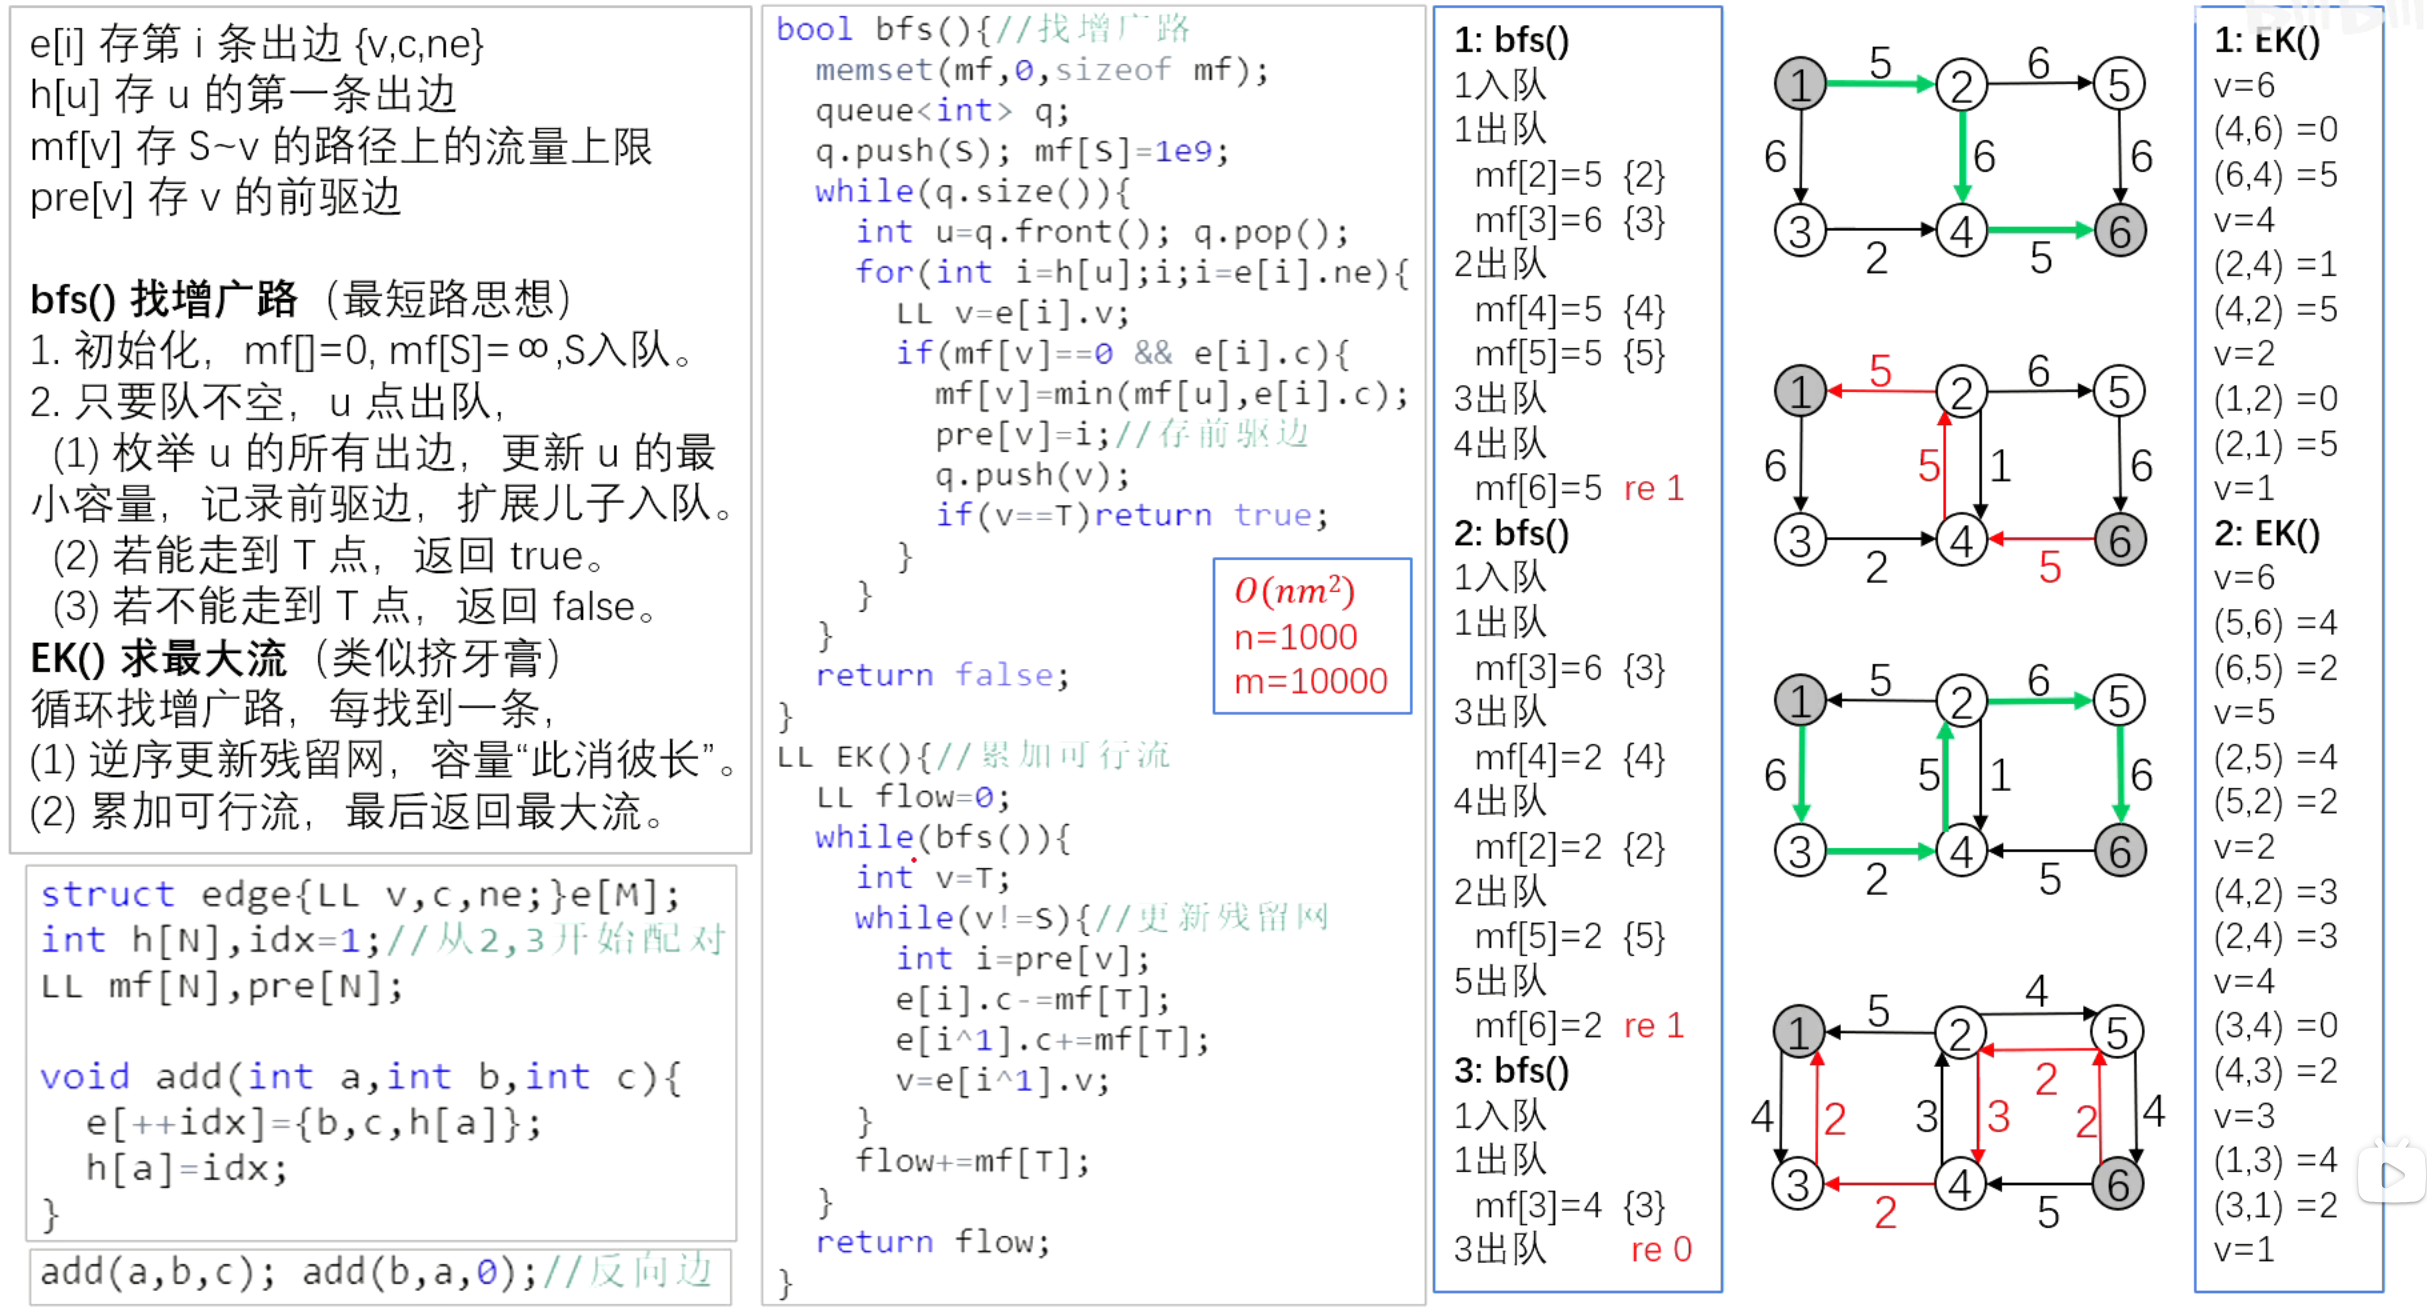 e[i] 存第 i 条出边 {v,c,ne}
h[u] 存 u 的第一条出边
mf[v] 存 S~v 的路径上的流量上限
pre[v] 存 v 的前驱边
bfs() 找增广路（最短路思想）
1. 初始化，mf[]=0, mf[S]=∞,S入队。
2. 只要队不空，u 点出队，
(1) 枚举 u 的所有出边，更新 u 的最
小容量，记录前驱边，扩展儿子入队。
(2) 若能走到 T 点，返回 true。
(3) 若不能走到 T 点，返回 false。
EK() 求最大流（类似挤牙膏）
循环找增广路，每找到一条，
(1) 逆序更新残留网，容量“此消彼长”。
(2) 累加可行流，最后返回最大流。
struct edge{LL v,c,ne;}e[M];
int h[N],idx=1;//从2,3开始配对
LL mf[N],pre[N];
void add(int a,int b,int c){
e[++idx]={b,c,h[a]};
h[a]=idx;
}
add(a,b,c); add(b,a,0);//反向边
bool bfs(){//找增广路
memset(mf,0,sizeof mf);
queue<int> q;
q.push(S); mf[S]=1e9;
while(q.size()){
int u=q.front(); q.pop();
for(int i=h[u];i;i=e[i].ne){
LL v=e[i].v;
if(mf[v]==0 && e[i].c){
mf[v]=min(mf[u],e[i].c);
pre[v]=i;//存前驱边
q.push(v);
if(v==T)return true;
}
}
}
return false;
}
LL EK(){//累加可行流
LL flow=0;
while(bfs()){
int v=T;
while(v!=S){//更新残留网
int i=pre[v];
e[i].c-=mf[T];
e[i^1].c+=mf[T];
v=e[i^1].v;
}
flow+=mf[T];
}
return flow;
}
O(nm²)
n=1000
m=10000
1: bfs()
1入队
1出队
mf[2]=5 {2}
mf[3]=6 {3}
2出队
mf[4]=5 {4}
mf[5]=5 {5}
3出队
4出队
mf[6]=5 re 1
2: bfs()
1入队
1出队
mf[3]=6 {3}
3出队
mf[4]=2 {4}
4出队
mf[2]=2 {2}
2出队
mf[5]=2 {5}
5出队
mf[6]=2 re 1
3: bfs()
1入队
1出队
mf[3]=4 {3}
3出队 re 0
5 6
1 2 5
6 6 6
3 4 6
2 5
5 6
1 2 5
6 5 1 6
3 4 6
2 5
5 6
1 2 5
6 5 1 6
3 4 6
2 5
5 4
1 2 5
2
4 2 3 3 2 4
3 4 6
2 5
1: EK()
v=6
(4,6) =0
(6,4) =5
v=4
(2,4) =1
(4,2) =5
v=2
(1,2) =0
(2,1) =5
v=1
2: EK()
v=6
(5,6) =4
(6,5) =2
v=5
(2,5) =4
(5,2) =2
v=2
(4,2) =3
(2,4) =3
v=4
(3,4) =0
(4,3) =2
v=3
(1,3) =4
(3,1) =2
v=1